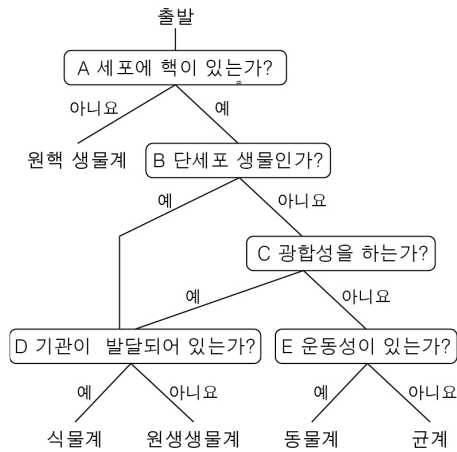 출발
A 세포에 핵이 있는가?
아니요 예
원핵 생물계
B 단세포 생물인가?
예 아니요
C 광합성을 하는가?
예 아니요
D 기관이 발달되어 있는가?
E 운동성이 있는가?
예 아니요 예 아니요
식물계 원생생물계 동물계 균계